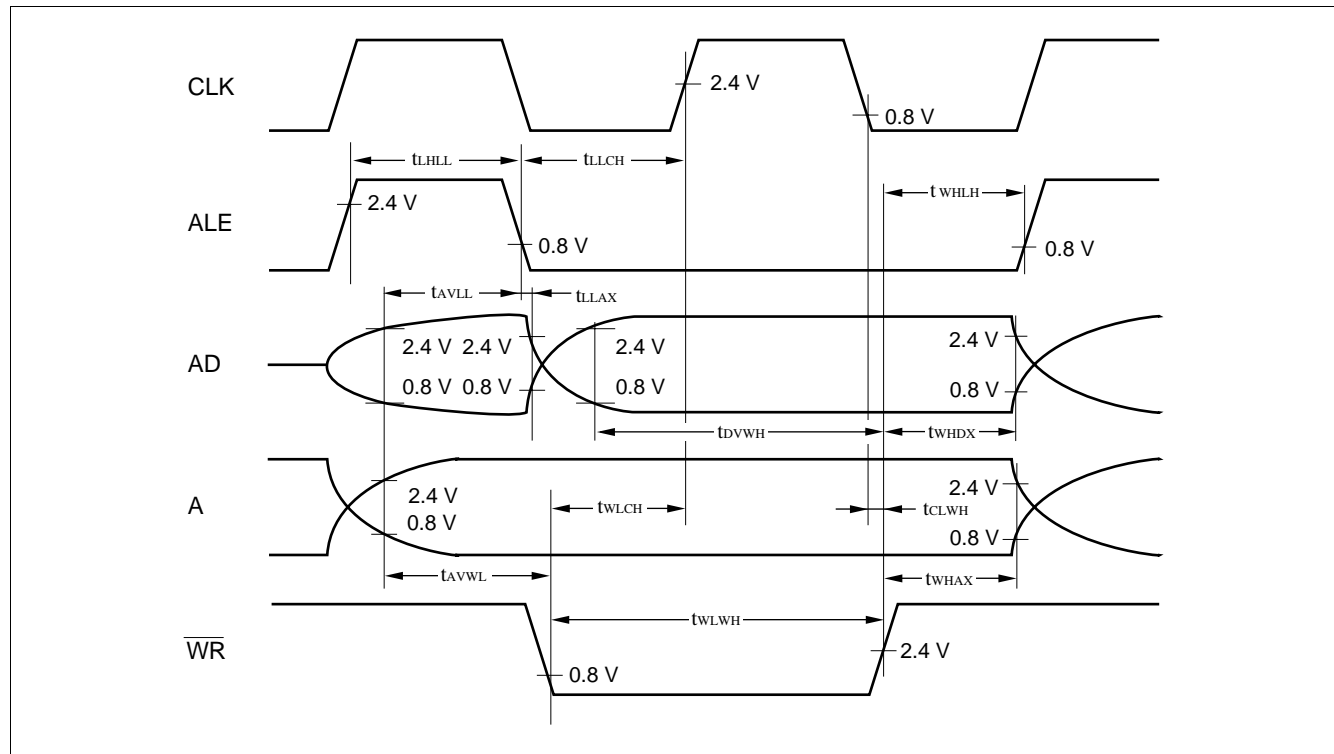 CLK
2.4 V
0.8 V
tLHLL
tLLCH
tWHLH
ALE
2.4 V
0.8 V
0.8 V
tAVLL
tLLAX
AD
2.4 V 2.4 V
2.4 V
2.4 V
0.8 V 0.8 V
0.8 V
0.8 V
tDVWH
tWHDX
A
2.4 V
0.8 V
tWLCH
2.4 V
tCLWH
0.8 V
tAVWL
tWHAX
WR
tWLWH
2.4 V
0.8 V